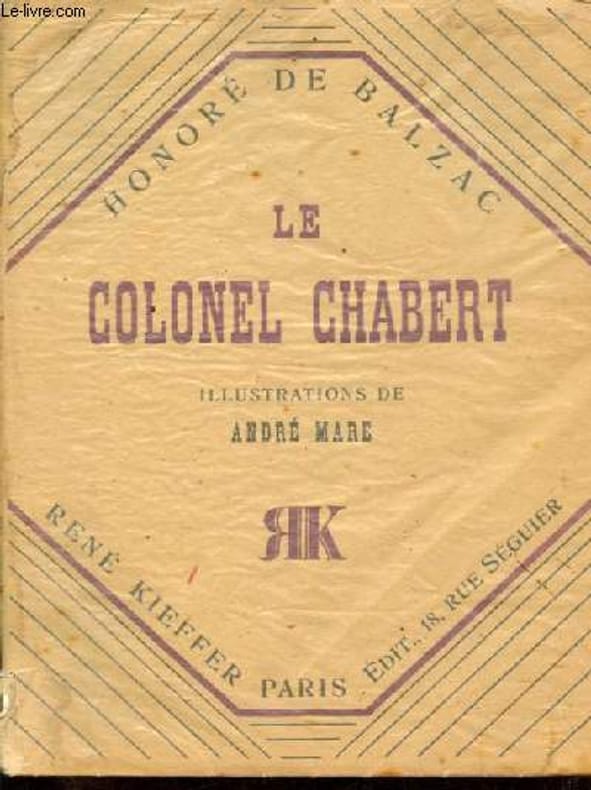 Le-livre.com
HONORÉ DE BALZAC
LE
COLONEL CHABERT
ILLUSTRATIONS DE
ANDRÉ MARE
RK
RENÉ KIEFFER PARIS EDIT., 18, RUE SÉGUIER